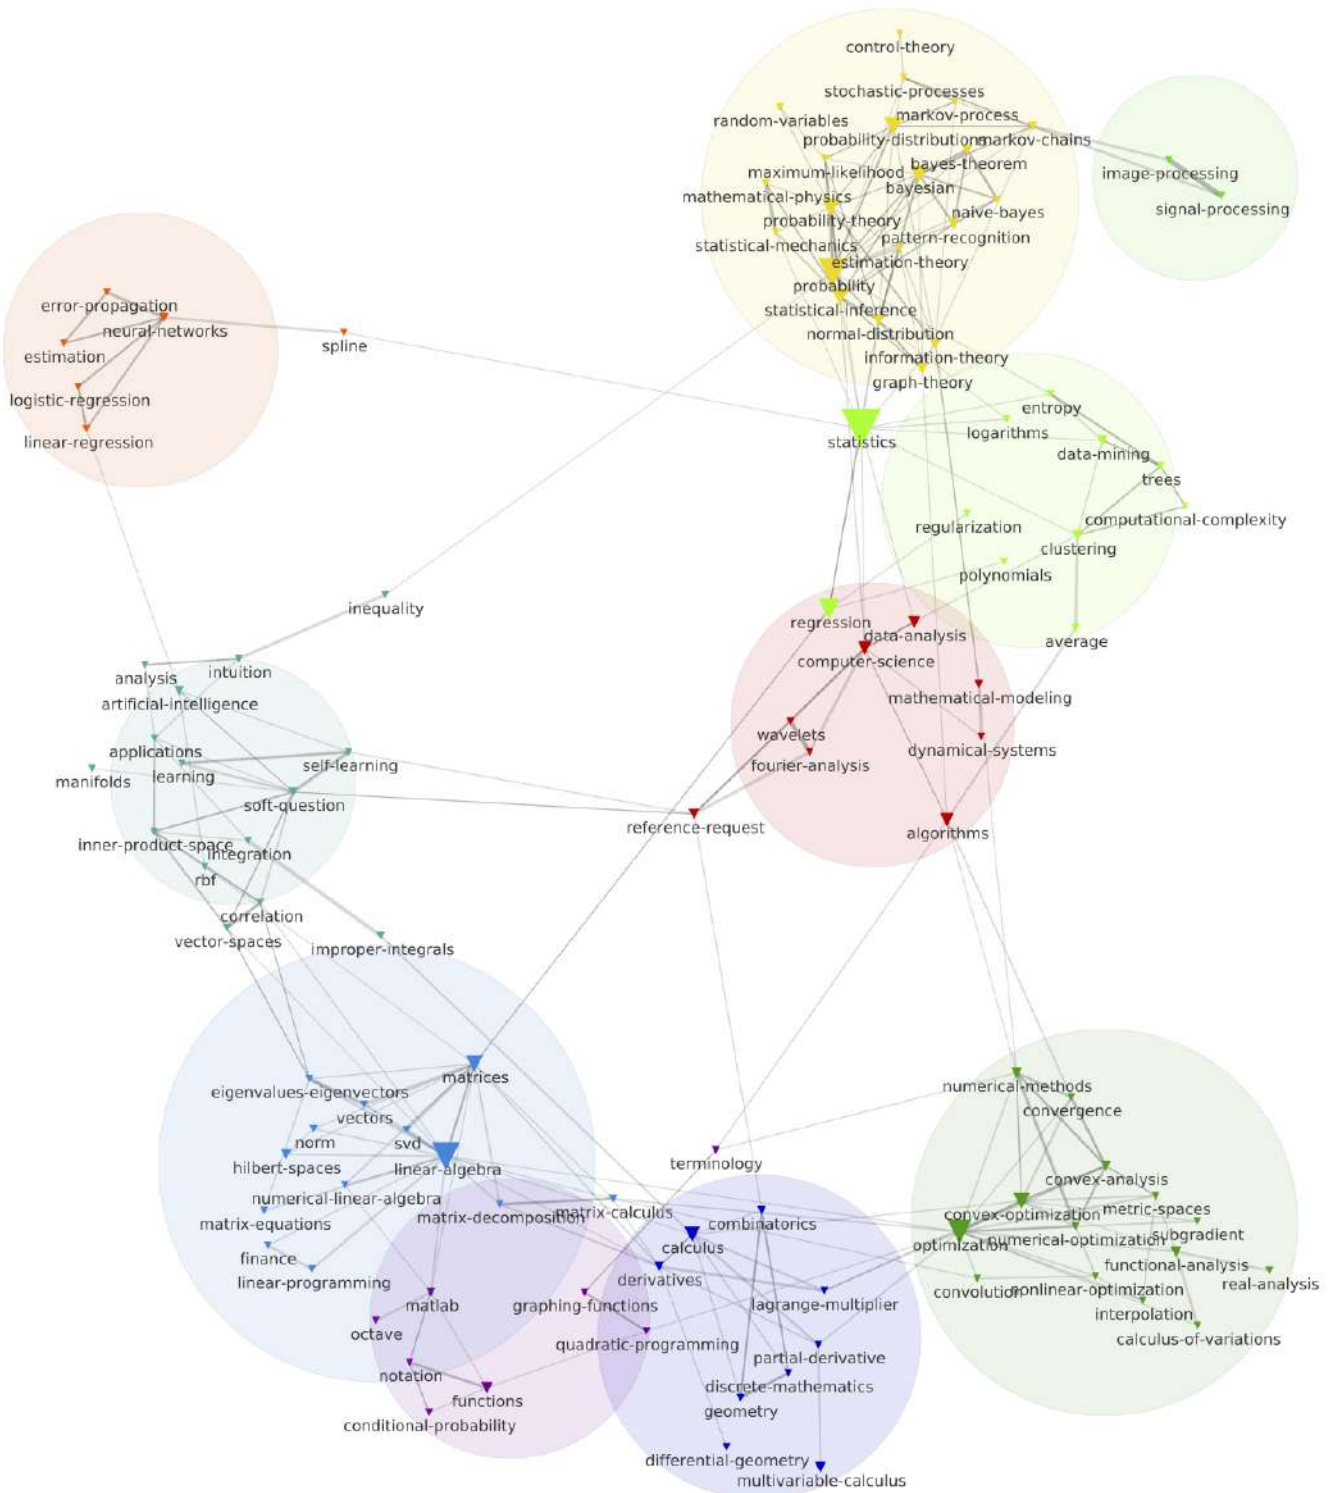 control-theory
stochastic-processes
random-variables
markov-process
probability-distributions
markov-chains
bayes-theorem
maximum-likelihood
image-processing
bayesian
mathematical-physics
naive-bayes
signal-processing
probability-theory
pattern-recognition
statistical-mechanics
estimation-theory
probability
error-propagation
statistical-inference
neural-networks
normal-distribution
spline
estimation
information-theory
graph-theory
logistic-regression
entropy
logarithms
linear-regression
statistics
data-mining
trees
computational-complexity
regularization
clustering
polynomials
inequality
regression
data-analysis
average
computer-science
intuition
analysis
artificial-intelligence
mathematical-modeling
wavelets
dynamical-systems
applications
self-learning
fourier-analysis
learning
manifolds
soft-question
reference-request
algorithms
inner-product-space
integration
rbf
correlation
vector-spaces
improper-integrals
matrices
numerical-methods
eigenvalues-eigenvectors
convergence
vectors
norm
svd
terminology
hilbert-spaces
linear-algebra
convex-analysis
numerical-linear-algebra
metric-spaces
matrix-calculus
convex-optimization
matrix-decomposition
matrix-equations
combinatorics
subgradient
numerical-optimization
optimization
calculus
finance
functional-analysis
linear-programming
derivatives
real-analysis
convolution
nonlinear-optimization
matlab
graphing-functions
lagrange-multiplier
interpolation
octave
calculus-of-variations
quadratic-programming
partial-derivative
notation
discrete-mathematics
functions
geometry
conditional-probability
differential-geometry
multivariable-calculus